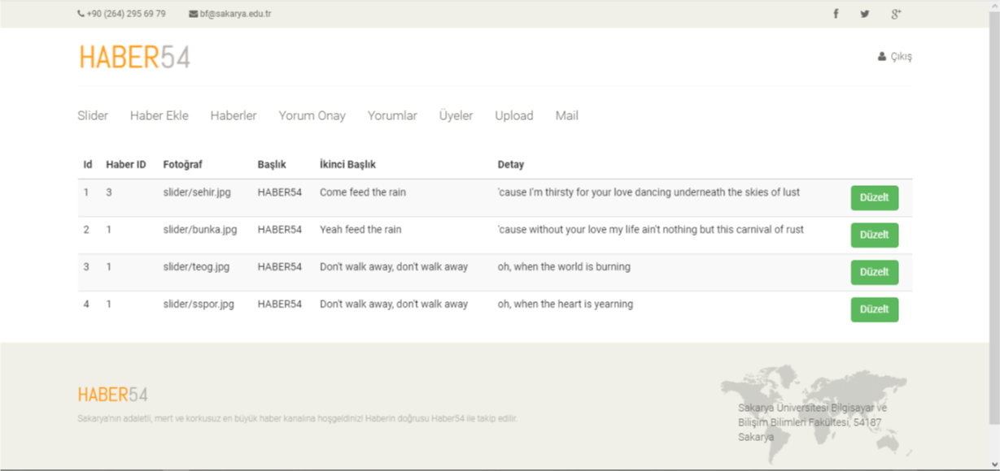 +90 (264) 295 69 79 bf@sakarya.edu.tr
HABER54 Çıkış
Slider Haber Ekle Haberler Yorum Onay Yorumlar Üyeler Upload Mail
Id Haber ID Fotoğraf Başlık İkinci Başlık Detay
1 3 slider/sehir.jpg HABER54 Come feed the rain 'cause I'm thirsty for your love dancing underneath the skies of lust Düzelt
2 1 slider/bunka.jpg HABER54 Yeah feed the rain 'cause without your love my life ain't nothing but this carnival of rust Düzelt
3 1 slider/teog.jpg HABER54 Don't walk away, don't walk away oh, when the world is burning Düzelt
4 1 slider/sspor.jpg HABER54 Don't walk away, don't walk away oh, when the heart is yearning Düzelt
HABER54
Sakarya'nın adaletli, mert ve korkusuz en büyük haber kanalına hoşgeldiniz! Haberin doğrusu Haber54 ile takip edilir.
Sakarya Üniversitesi Bilgisayar ve
Bilişim Bilimleri Fakültesi, 54187
Sakarya